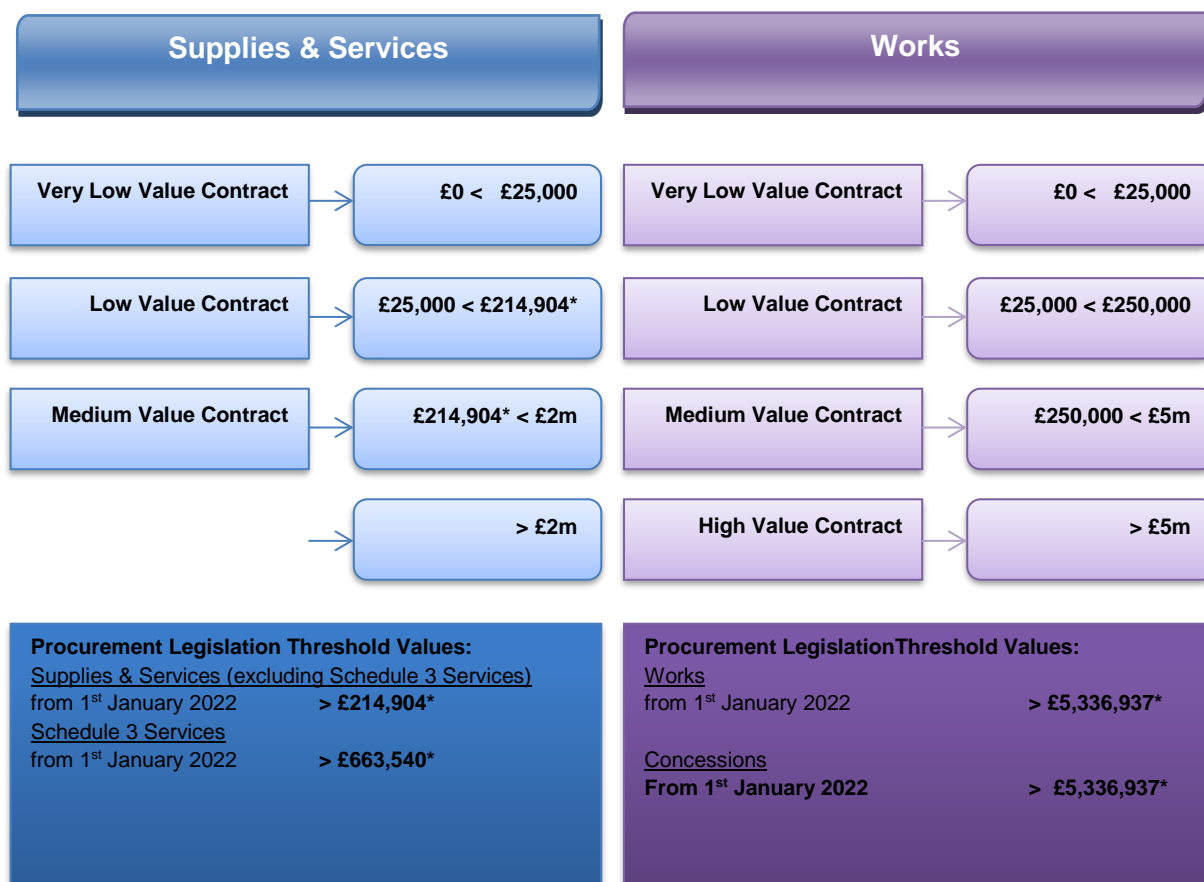 Supplies & Services
Very Low Value Contract
£0 < £25,000
Low Value Contract
£25,000 < £214,904*
Medium Value Contract
£214,904* < £2m
> £2m
Procurement Legislation Threshold Values:
Supplies & Services (excluding Schedule 3 Services)
from 1st January 2022 > £214,904*
Schedule 3 Services
from 1st January 2022 > £663,540*
Works
Very Low Value Contract
£0 < £25,000
Low Value Contract
£25,000 < £250,000
Medium Value Contract
£250,000 < £5m
High Value Contract
> £5m
Procurement LegislationThreshold Values:
Works
from 1st January 2022 > £5,336,937*
Concessions
From 1st January 2022 > £5,336,937*